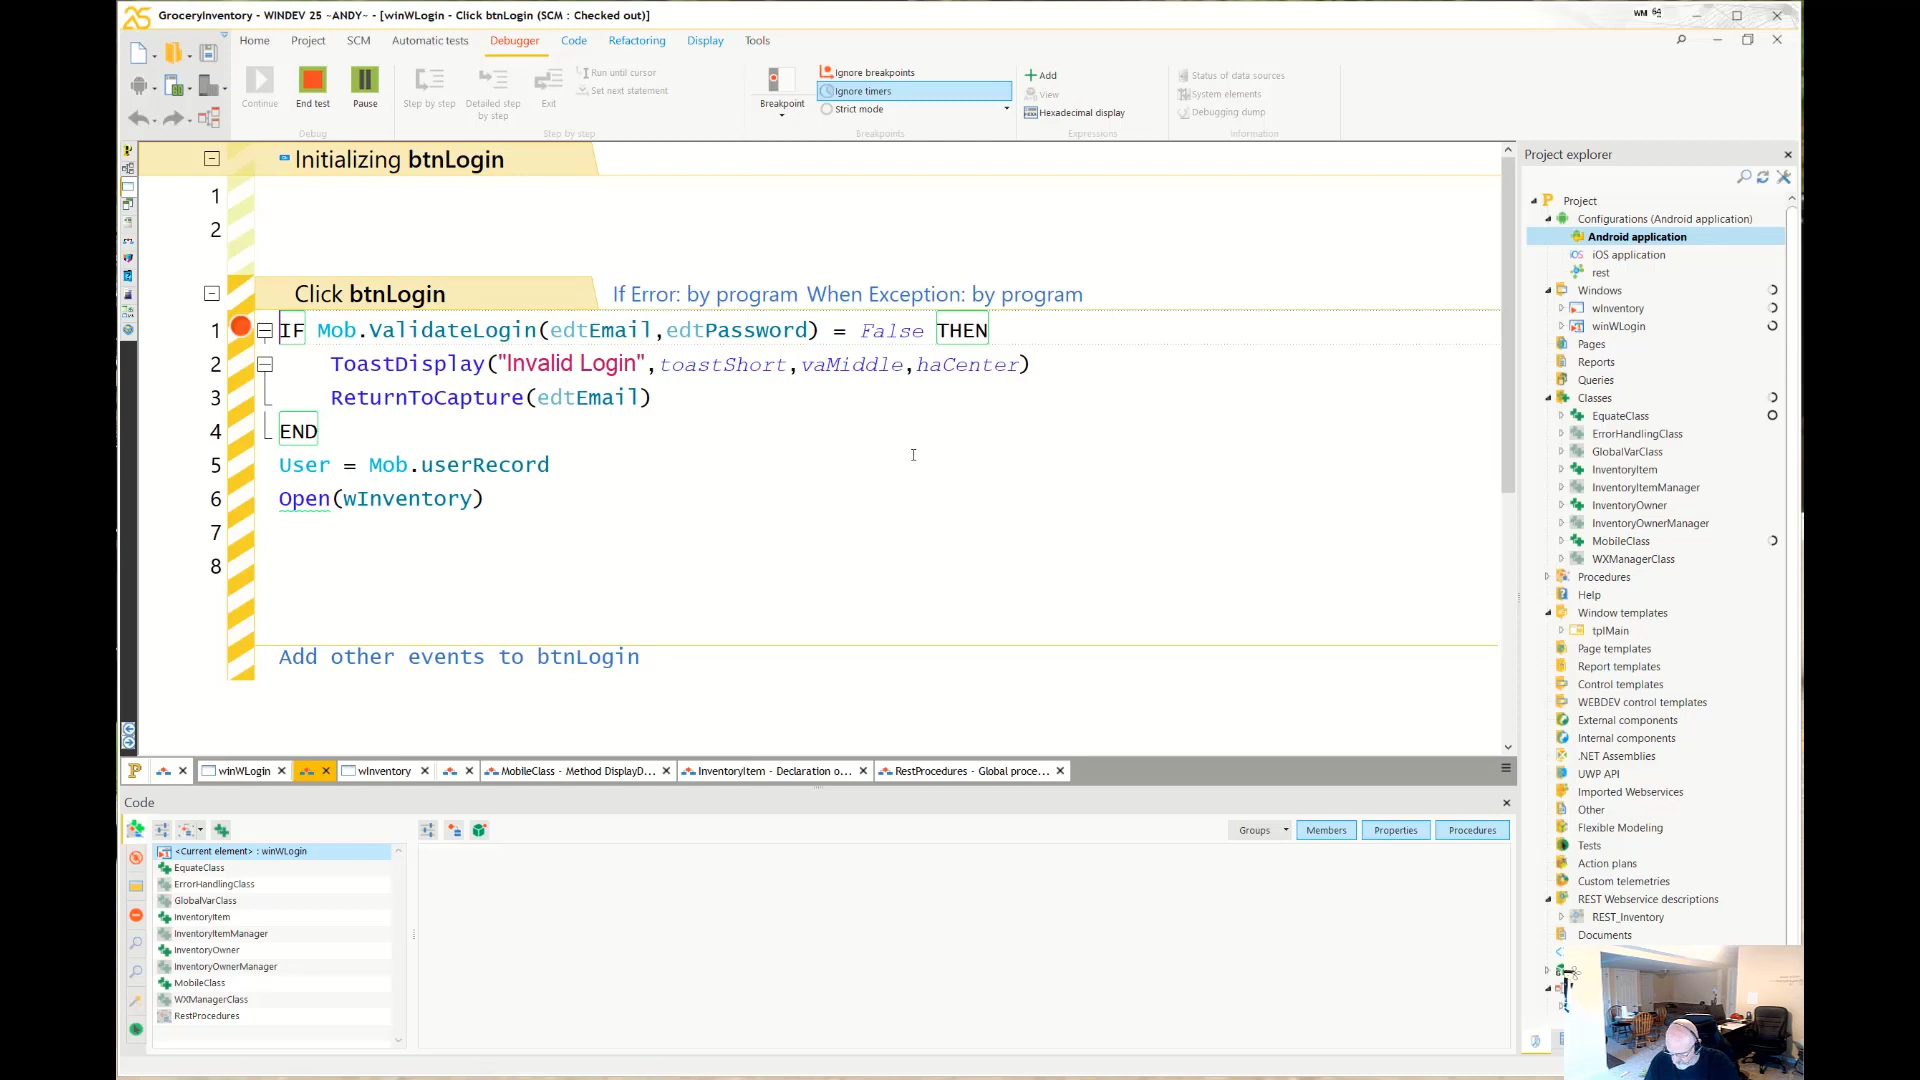 GroceryInventory - WINDEV 25 ~ANDY~ - [winWLogin - Click btnLogin (SCM : Checked out)]
WM 64
Home Project SCM Automatic tests Debugger Code Refactoring Display Tools
Continue
End test
Pause
Debug
Step by step
Detailed step by step
Exit
Run until cursor
Set next statement
Step by step
Breakpoint
Ignore breakpoints
Ignore timers
Strict mode
Breakpoints
Add
View
Hexadecimal display
Expressions
Status of data sources
System elements
Debugging dump
Information
Initializing btnLogin
1
2
Click btnLogin If Error: by program When Exception: by program
1 IF Mob.ValidateLogin(edtEmail,edtPassword) = False THEN
2 ToastDisplay("Invalid Login",toastShort,vaMiddle,haCenter)
3 ReturnToCapture(edtEmail)
4 END
5 User = Mob.userRecord
6 Open(wInventory)
7
8
Add other events to btnLogin
winWLogin wInventory MobileClass - Method DisplayD... InventoryItem - Declaration o... RestProcedures - Global proce...
Code
Groups Members Properties Procedures
<Current element> : winWLogin
EquateClass
ErrorHandlingClass
GlobalVarClass
InventoryItem
InventoryItemManager
InventoryOwner
InventoryOwnerManager
MobileClass
WXManagerClass
RestProcedures
Project explorer
Project
Configurations (Android application)
Android application
iOS application
rest
Windows
wInventory
winWLogin
Pages
Reports
Queries
Classes
EquateClass
ErrorHandlingClass
GlobalVarClass
InventoryItem
InventoryItemManager
InventoryOwner
InventoryOwnerManager
MobileClass
WXManagerClass
Procedures
Help
Window templates
tplMain
Page templates
Report templates
Control templates
WEBDEV control templates
External components
Internal components
.NET Assemblies
UWP API
Imported Webservices
Other
Flexible Modeling
Tests
Action plans
Custom telemetries
REST Webservice descriptions
REST_Inventory
Documents